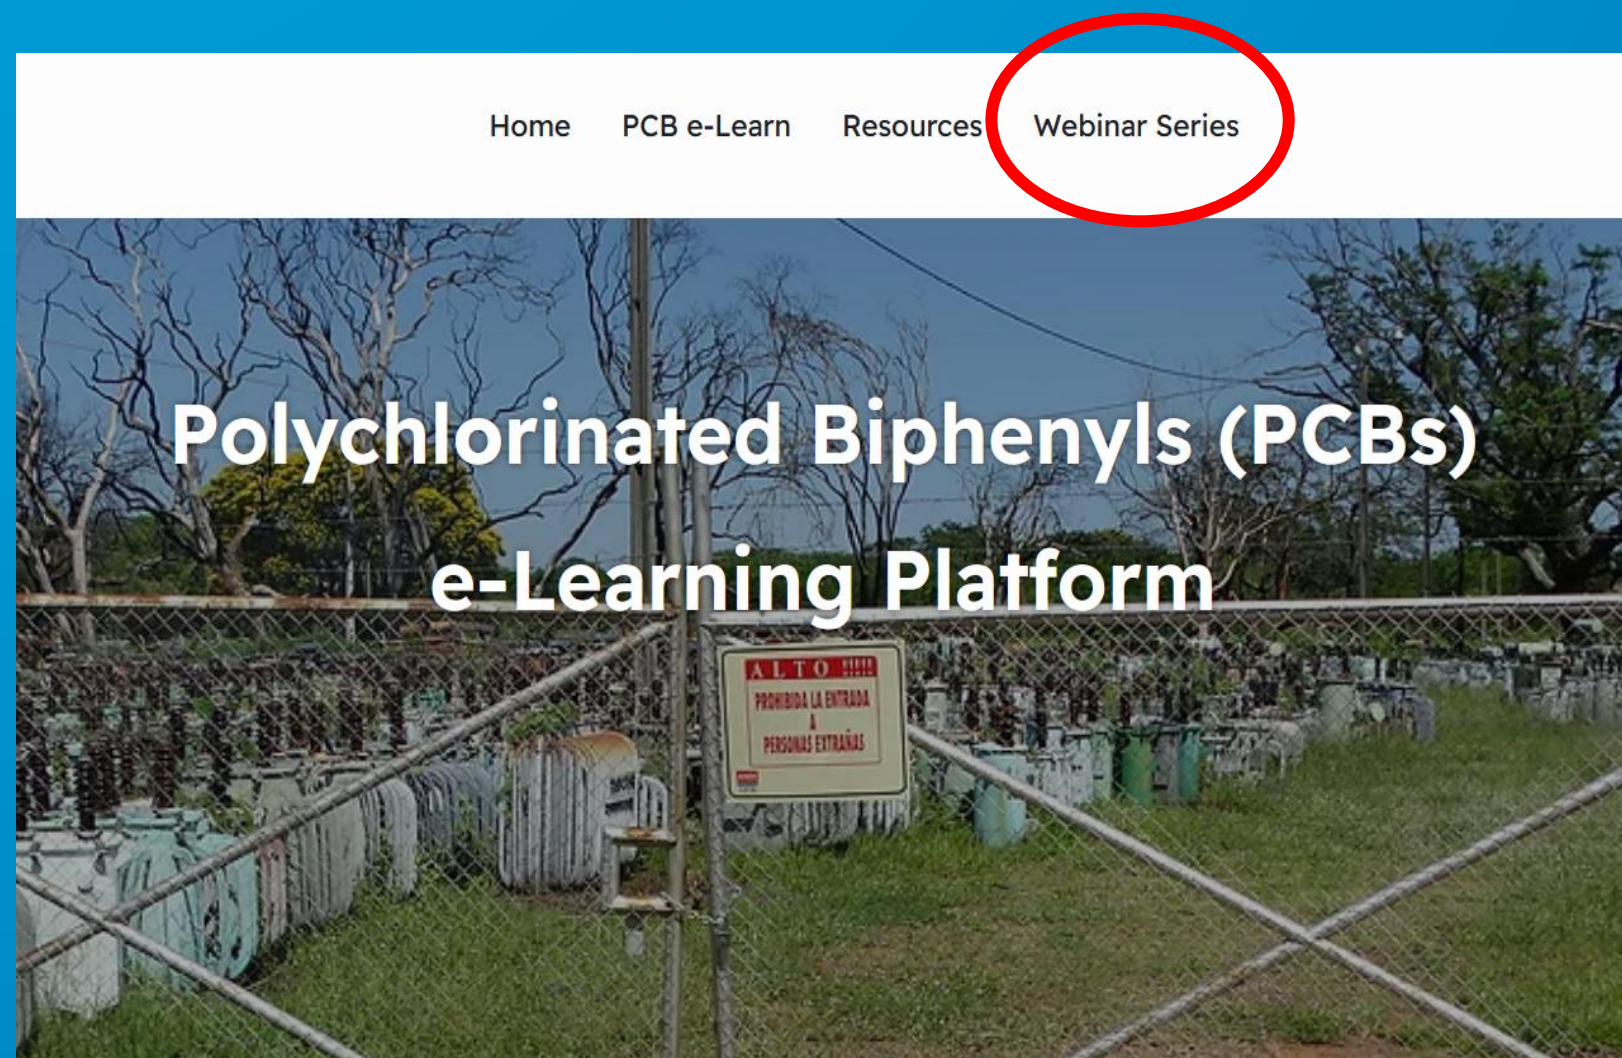 Home PCB e-Learn Resources Webinar Series
Polychlorinated Biphenyls (PCBs)
e-Learning Platform
ALTO !!!!!
PROHIBIDA LA ENTRADA
A
PERSONAS EXTRAÑAS